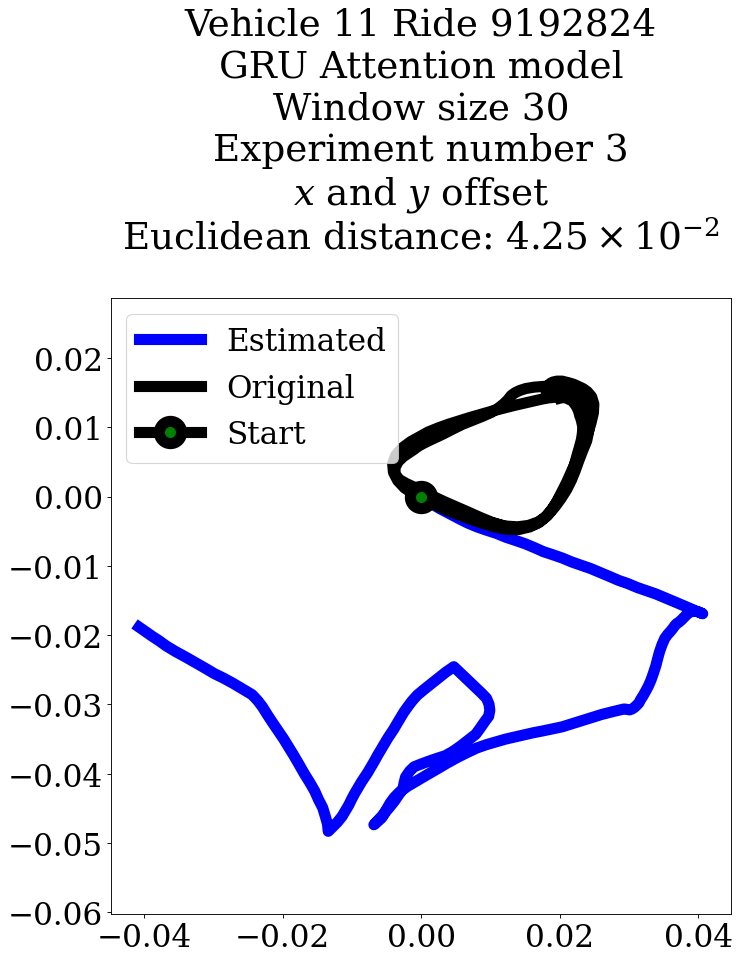 Vehicle 11 Ride 9192824
GRU Attention model
Window size 30
Experiment number 3
x and y offset
Euclidean distance: 4.25 × 10⁻²
Estimated
Original
Start
0.02
0.01
0.00
−0.01
−0.02
−0.03
−0.04
−0.05
−0.06
−0.04 −0.02 0.00 0.02 0.04